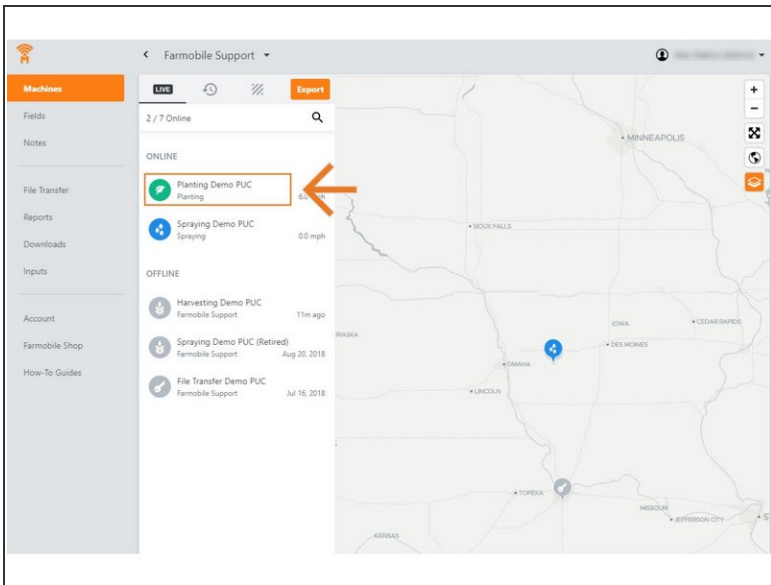 Farmobile Support
Machines
Fields
Notes
File Transfer
Reports
Downloads
Inputs
Account
Farmobile Shop
How-To Guides
LIVE
Export
2 / 7 Online
ONLINE
Planting Demo PUC
Planting
Spraying Demo PUC
Spraying 0.0 mph
OFFLINE
Harvesting Demo PUC
Farmobile Support 11m ago
Spraying Demo PUC (Retired)
Farmobile Support Aug 20, 2018
File Transfer Demo PUC
Farmobile Support Jul 16, 2018
MINNEAPOLIS
SIOUX FALLS
IOWA
CEDAR RAPIDS
DES MOINES
OMAHA
LINCOLN
TOPEKA
MISSOURI
JEFFERSON CITY
KANSAS